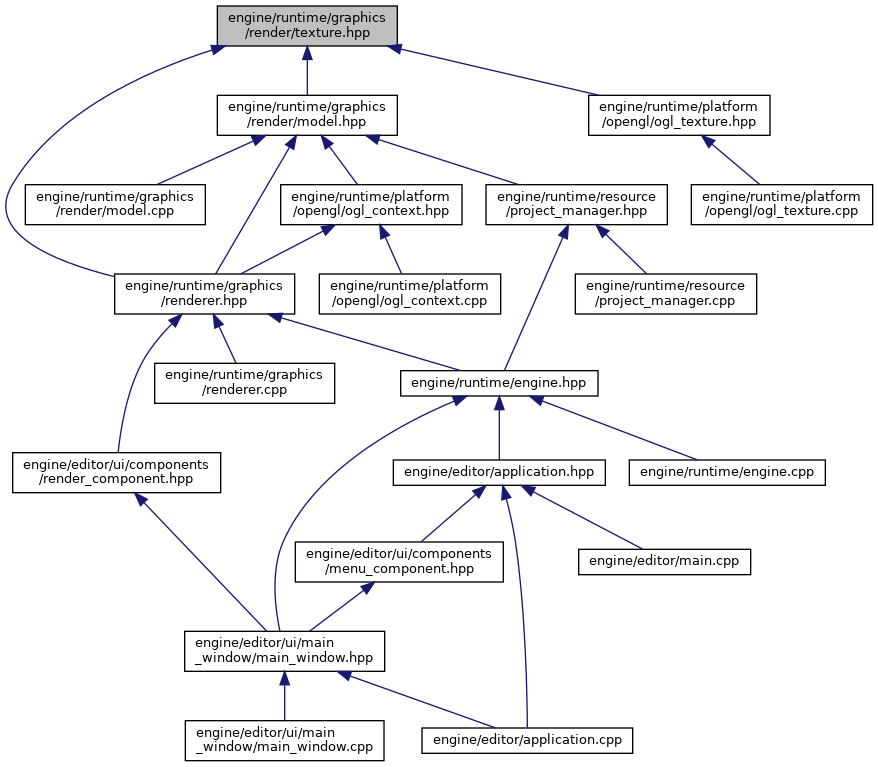 engine/runtime/graphics
/render/texture.hpp
engine/runtime/graphics
/render/model.hpp
engine/runtime/platform
/opengl/ogl_texture.hpp
engine/runtime/graphics
/render/model.cpp
engine/runtime/platform
/opengl/ogl_context.hpp
engine/runtime/resource
/project_manager.hpp
engine/runtime/platform
/opengl/ogl_texture.cpp
engine/runtime/graphics
/renderer.hpp
engine/runtime/platform
/opengl/ogl_context.cpp
engine/runtime/resource
/project_manager.cpp
engine/runtime/graphics
/renderer.cpp
engine/runtime/engine.hpp
engine/editor/ui/components
/render_component.hpp
engine/editor/application.hpp
engine/runtime/engine.cpp
engine/editor/ui/components
/menu_component.hpp
engine/editor/main.cpp
engine/editor/ui/main
_window/main_window.hpp
engine/editor/ui/main
_window/main_window.cpp
engine/editor/application.cpp